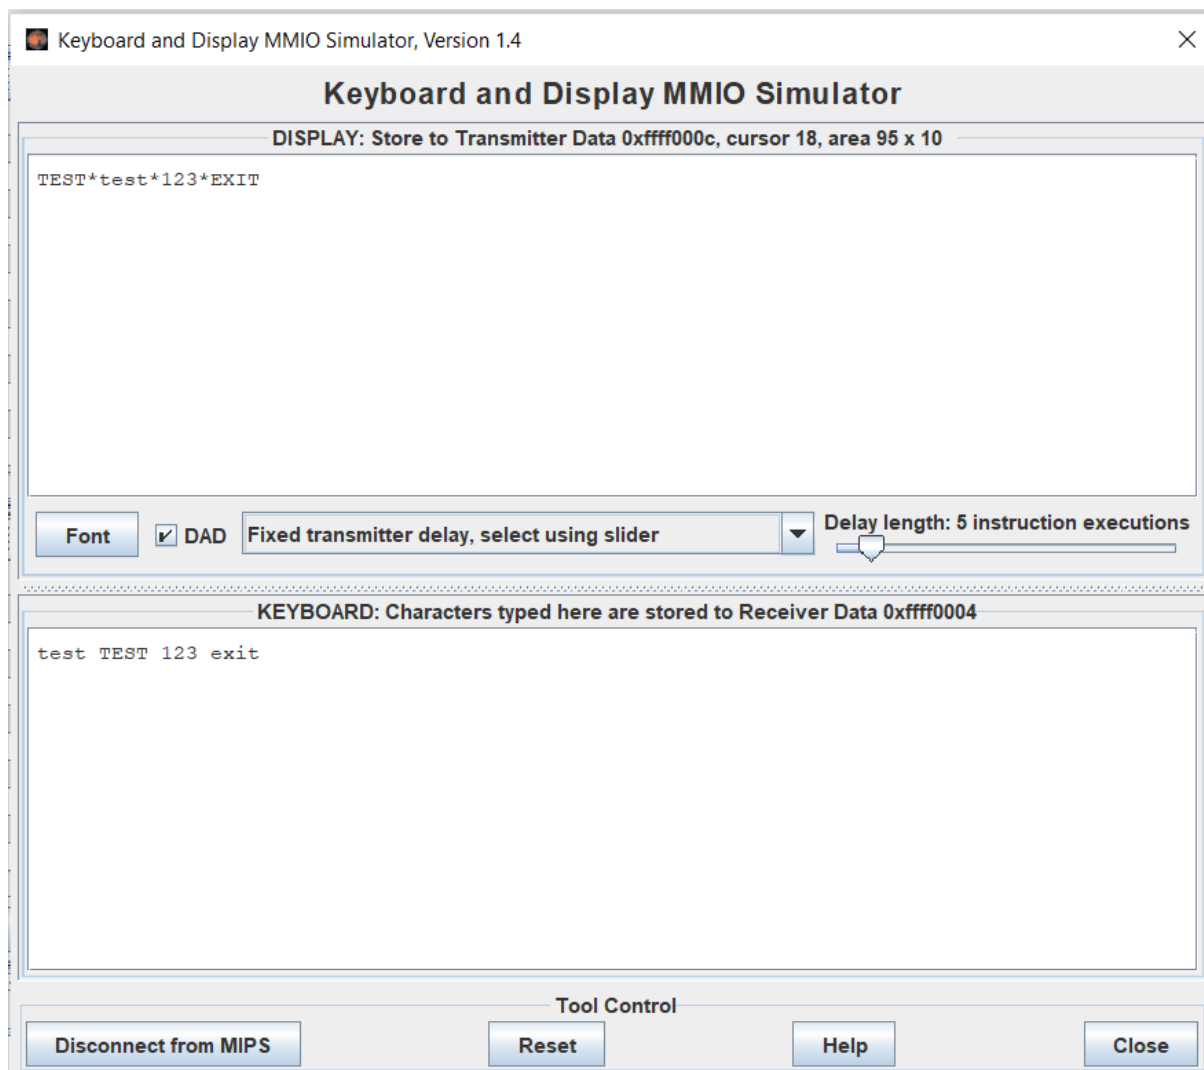 Keyboard and Display MMIO Simulator, Version 1.4
Keyboard and Display MMIO Simulator
DISPLAY: Store to Transmitter Data 0xffff000c, cursor 18, area 95 x 10
TEST*test*123*EXIT
Font DAD Fixed transmitter delay, select using slider Delay length: 5 instruction executions
KEYBOARD: Characters typed here are stored to Receiver Data 0xffff0004
test TEST 123 exit
Tool Control
Disconnect from MIPS Reset Help Close